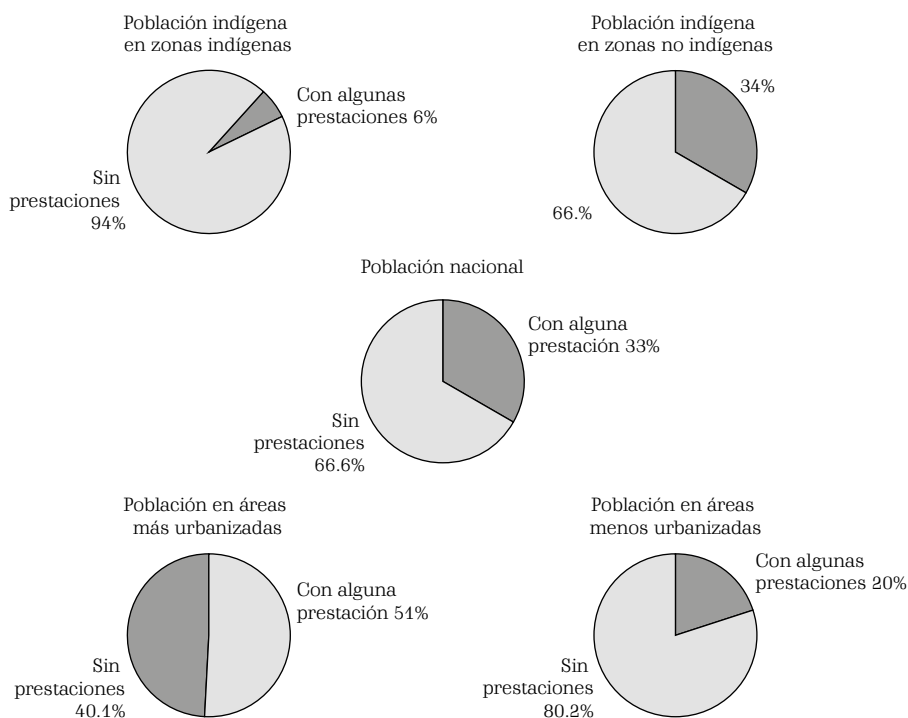 Población indígena
en zonas indígenas
Con algunas
prestaciones 6%
Sin
prestaciones
94%
Población indígena
en zonas no indígenas
34%
66.%
Población nacional
Con alguna
prestación 33%
Sin
prestaciones
66.6%
Población en áreas
más urbanizadas
Con alguna
prestación 51%
Sin
prestaciones
40.1%
Población en áreas
menos urbanizadas
Con algunas
prestaciones 20%
Sin
prestaciones
80.2%